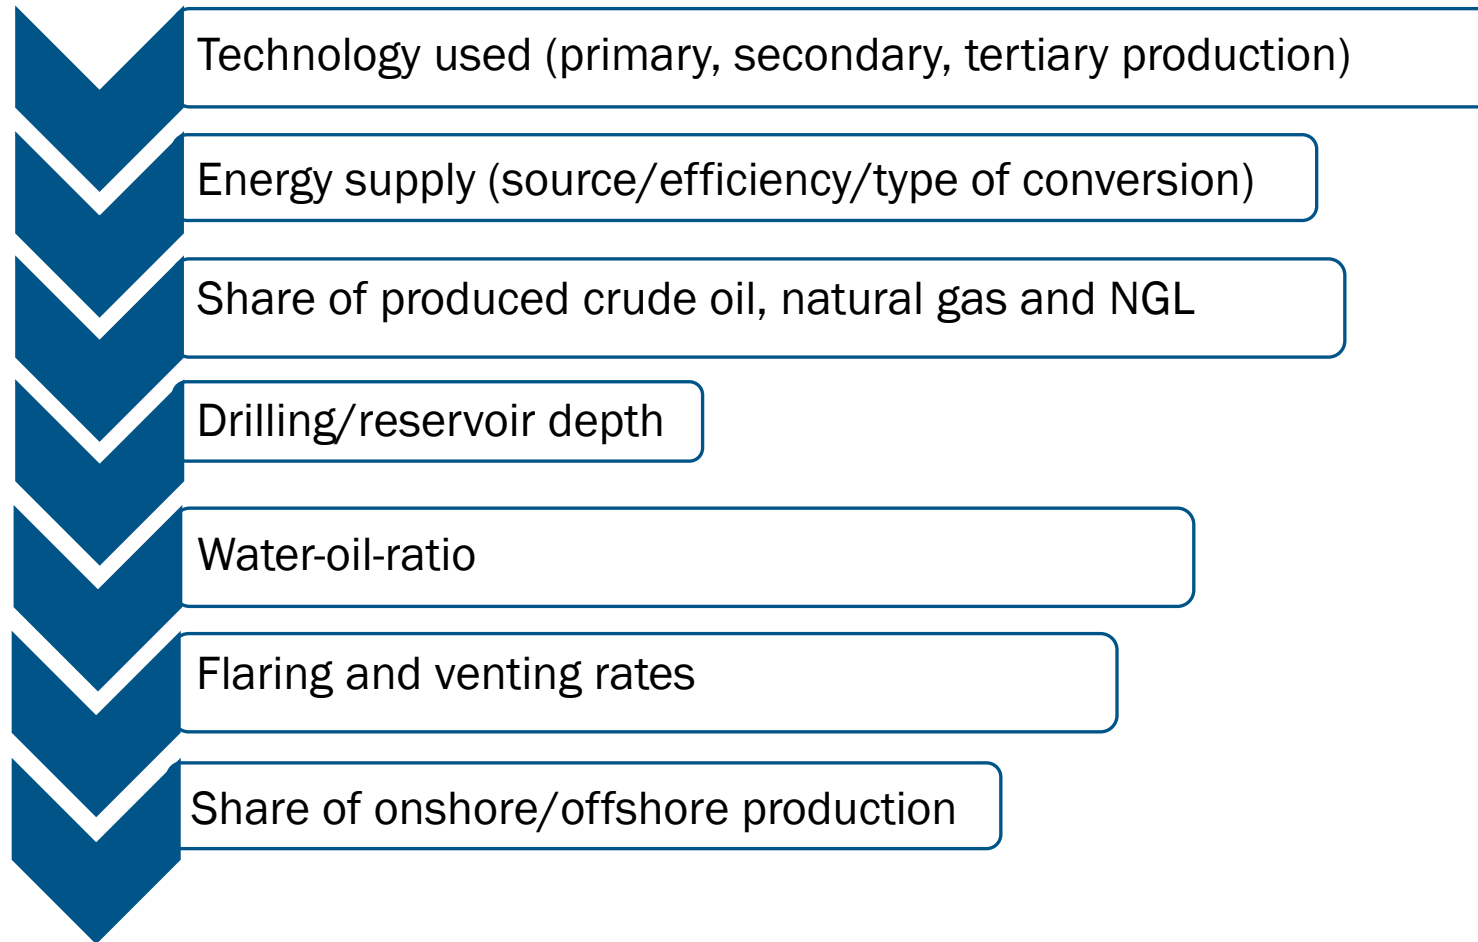 Technology used (primary, secondary, tertiary production)
Energy supply (source/efficiency/type of conversion)
Share of produced crude oil, natural gas and NGL
Drilling/reservoir depth
Water-oil-ratio
Flaring and venting rates
Share of onshore/offshore production